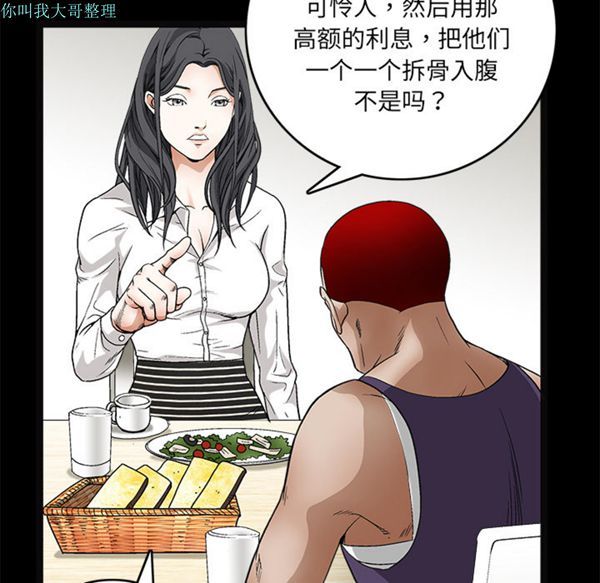 你叫我大哥整理
可怜人，然后用那
高额的利息，把他们
一个一个拆骨入腹
不是吗？